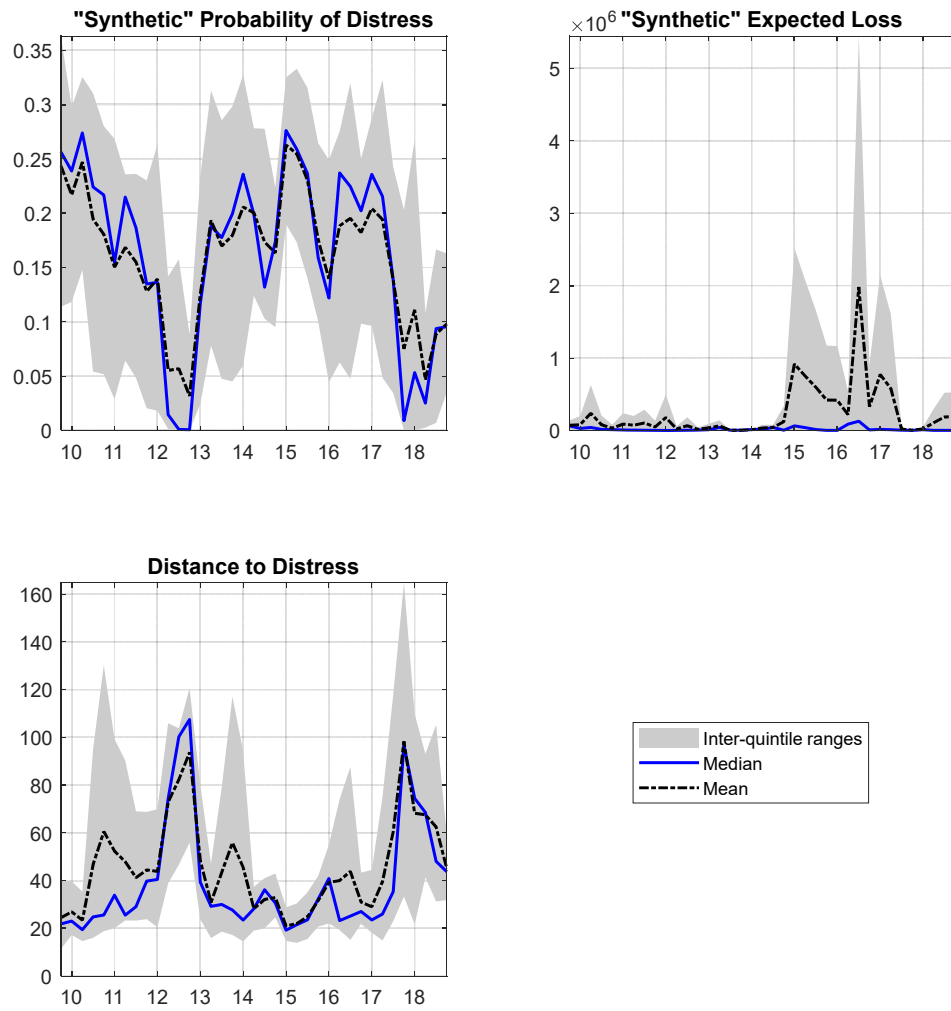 "Synthetic" Probability of Distress
0.35
0.3
0.25
0.2
0.15
0.1
0.05
0
10 11 12 13 14 15 16 17 18
×10⁶ "Synthetic" Expected Loss
5
4
3
2
1
0
10 11 12 13 14 15 16 17 18
Distance to Distress
160
140
120
100
80
60
40
20
0
10 11 12 13 14 15 16 17 18
Inter-quintile ranges
Median
Mean